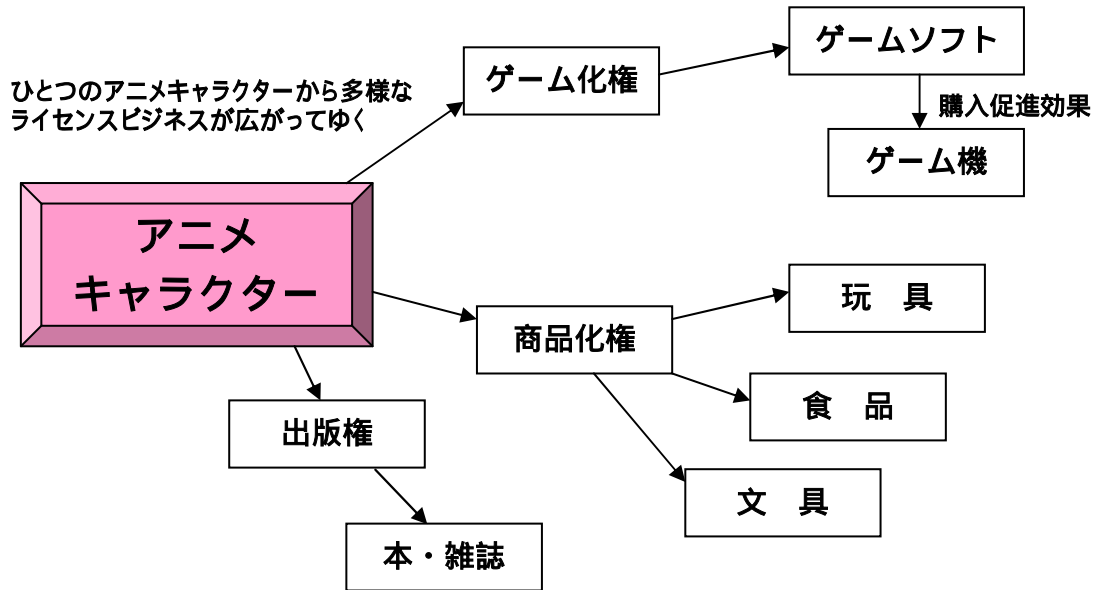 ひとつのアニメキャラクターから多様な
ライセンスビジネスが広がってゆく
ゲーム化権
ゲームソフト
購入促進効果
ゲーム機
アニメ
キャラクター
商品化権
玩　具
食　品
文　具
出版権
本・雑誌